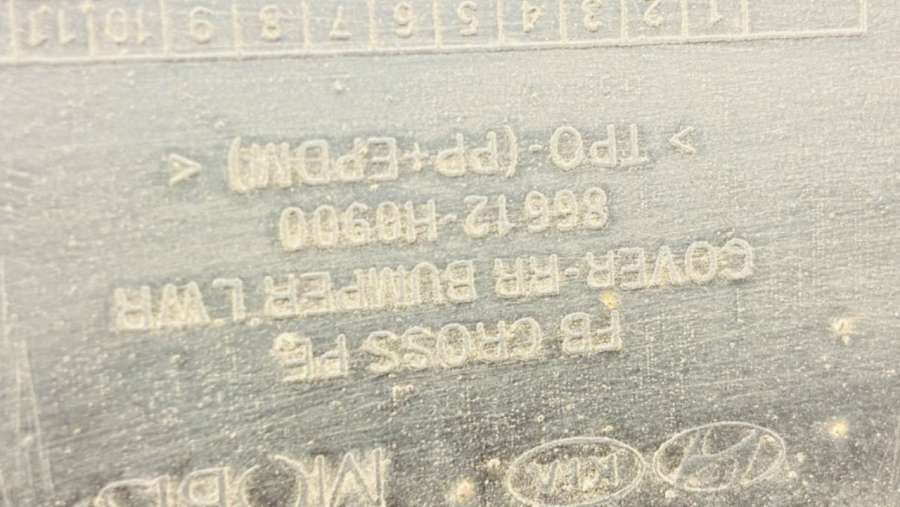 KIA MOBIS
FB CROSS PE
COVER-RR BUMPER LWR
86612-H0900
> TPO-(PP+EPDM) <
1 2 3 4 5 6 7 8 9 10 11